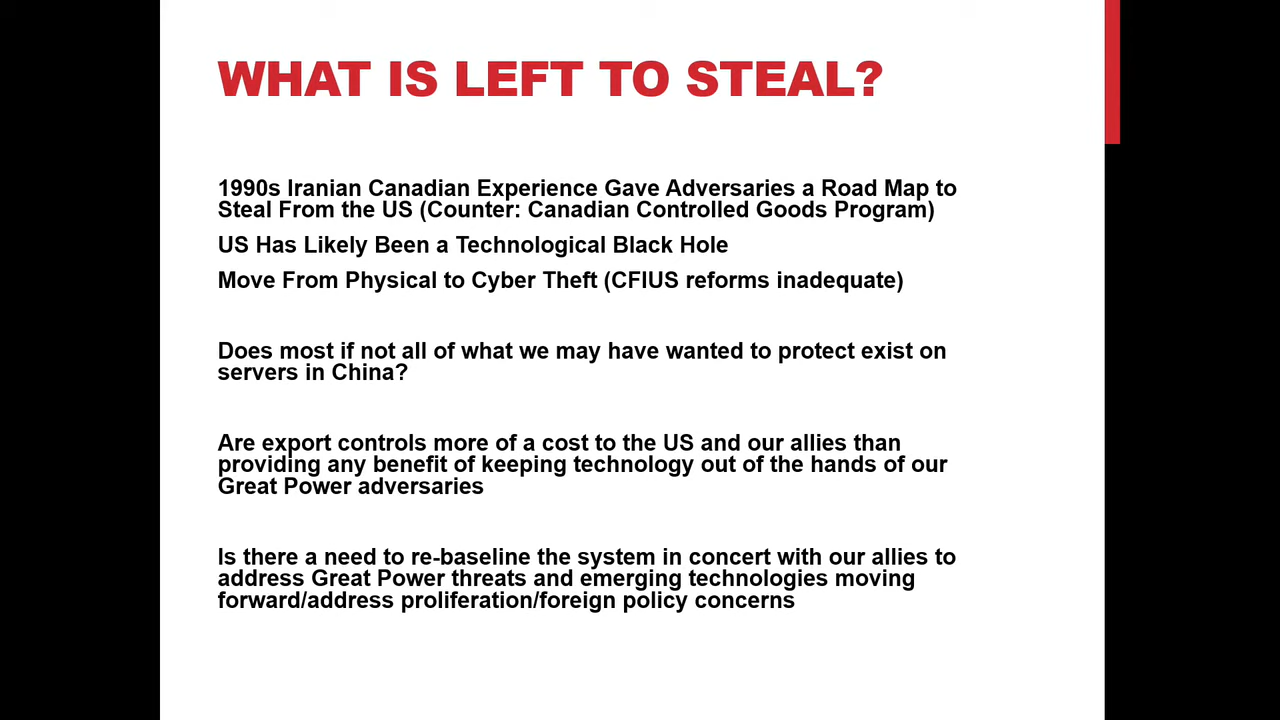 WHAT IS LEFT TO STEAL?
1990s Iranian Canadian Experience Gave Adversaries a Road Map to
Steal From the US (Counter: Canadian Controlled Goods Program)
US Has Likely Been a Technological Black Hole
Move From Physical to Cyber Theft (CFIUS reforms inadequate)
Does most if not all of what we may have wanted to protect exist on
servers in China?
Are export controls more of a cost to the US and our allies than
providing any benefit of keeping technology out of the hands of our
Great Power adversaries
Is there a need to re-baseline the system in concert with our allies to
address Great Power threats and emerging technologies moving
forward/address proliferation/foreign policy concerns